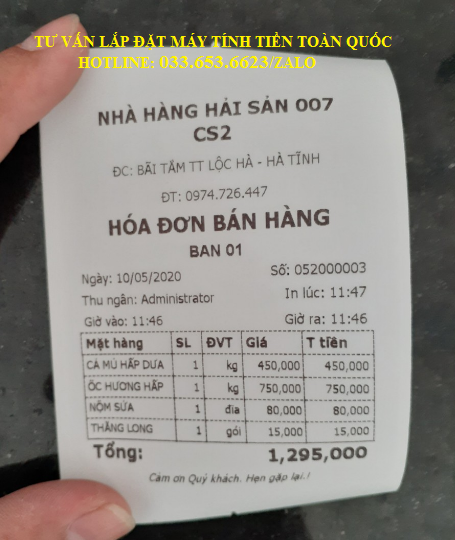 TƯ VẤN LẮP ĐẶT MÁY TÍNH TIỀN TOÀN QUỐC
HOTLINE: 033.653.6623/ZALO
NHÀ HÀNG HẢI SẢN 007
CS2
ĐC: BÃI TẮM TT LỘC HÀ - HÀ TĨNH
ĐT: 0974.726.447
HÓA ĐƠN BÁN HÀNG
BAN 01
Ngày: 10/05/2020 Số: 052000003
Thu ngân: Administrator In lúc: 11:47
Giờ vào: 11:46 Giờ ra: 11:46
Mặt hàng SL ĐVT Giá T tiền
CÁ MÚ HẤP DƯA 1 kg 450,000 450,000
ỐC HƯƠNG HẤP 1 kg 750,000 750,000
NỘM SỨA 1 đĩa 80,000 80,000
THĂNG LONG 1 gói 15,000 15,000
Tổng: 1,295,000
Cám ơn Quý khách. Hẹn gặp lại.!